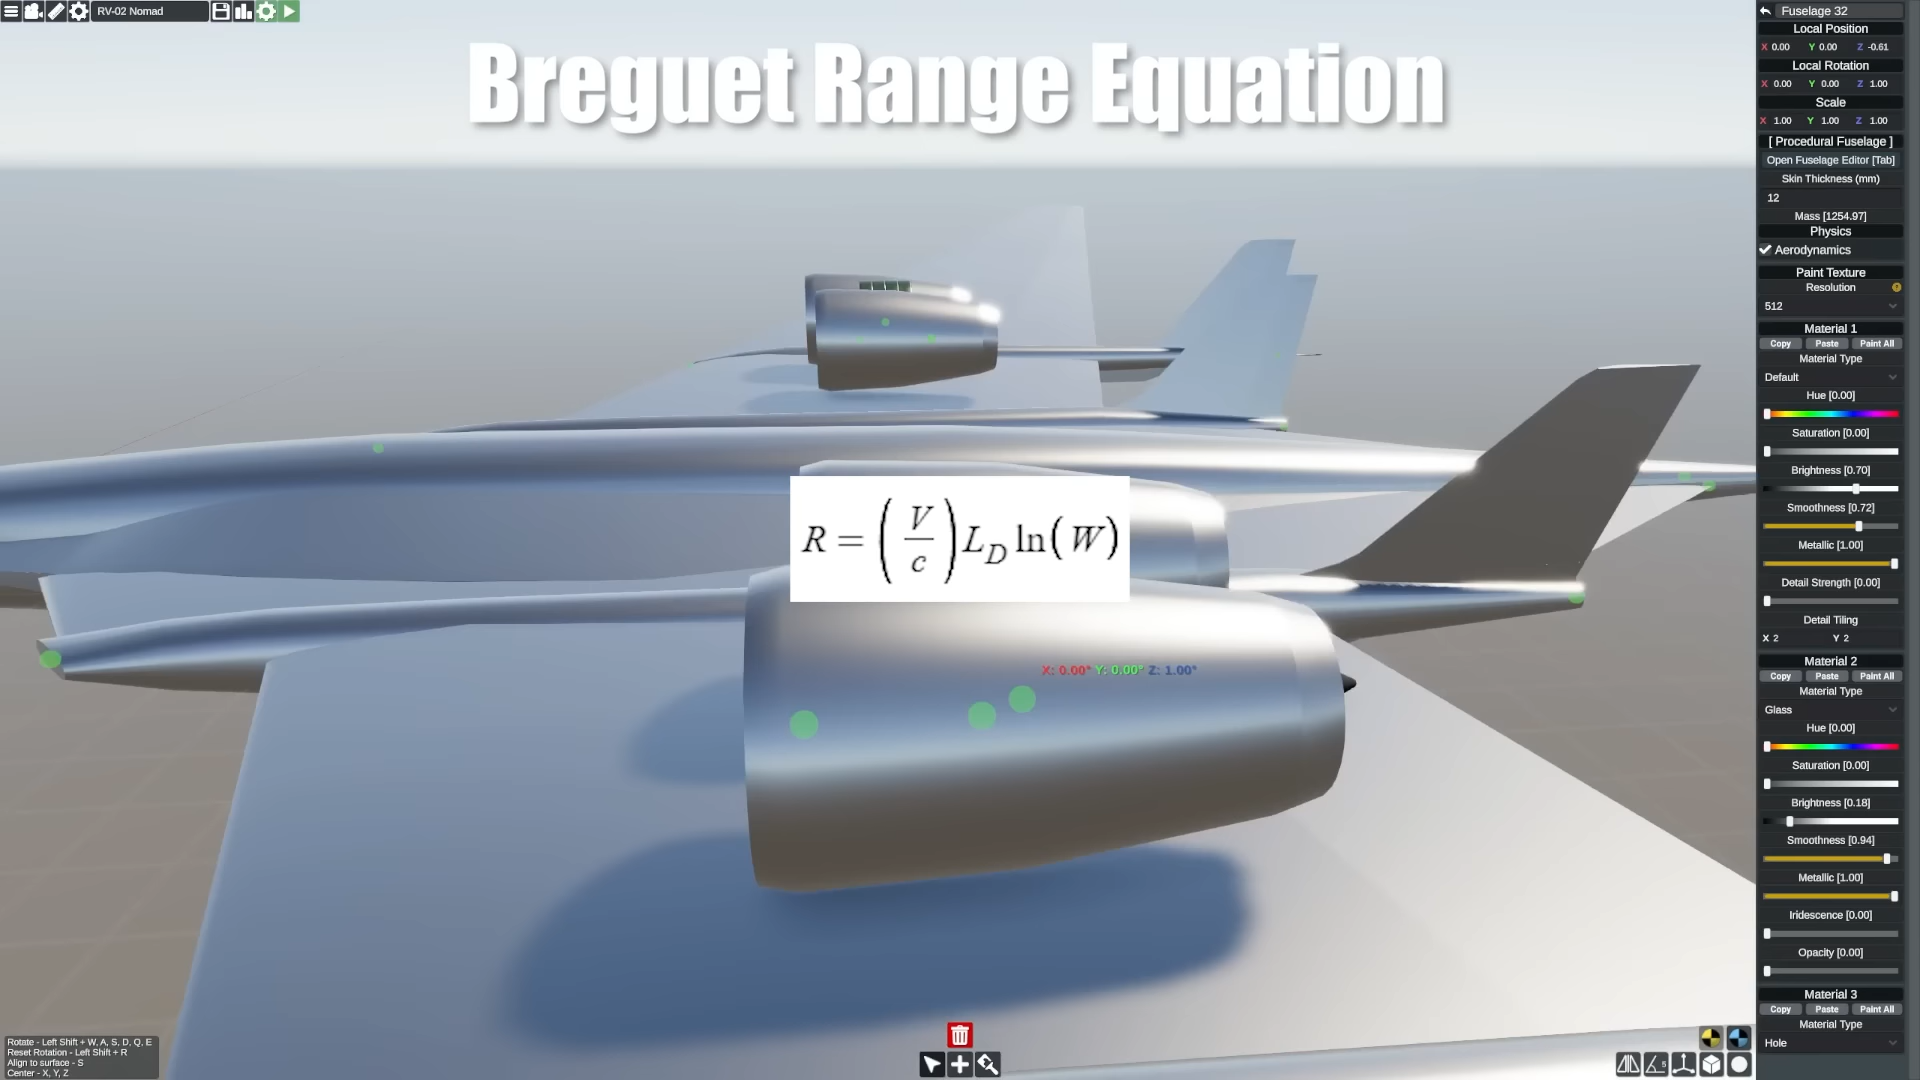 RV-02 Nomad
Breguet Range Equation
R = ( V / c ) L_D ln( W )
X: 0.00° Y: 0.00° Z: 1.00°
Rotate - Left Shift + W, A, S, D, Q, E
Reset Rotation - Left Shift + R
Align to surface - S
Center - X, Y, Z
Fuselage 32
Local Position
X 0.00 Y 0.00 Z -0.61
Local Rotation
X 0.00 Y 0.00 Z 1.00
Scale
X 1.00 Y 1.00 Z 1.00
[ Procedural Fuselage ]
Open Fuselage Editor [Tab]
Skin Thickness (mm)
12
Mass [1254.97]
Physics
Aerodynamics
Paint Texture
Resolution
512
Material 1
Copy Paste Paint All
Material Type
Default
Hue [0.00]
Saturation [0.00]
Brightness [0.70]
Smoothness [0.72]
Metallic [1.00]
Detail Strength [0.00]
Detail Tiling
X 2 Y 2
Material 2
Copy Paste Paint All
Material Type
Glass
Hue [0.00]
Saturation [0.00]
Brightness [0.18]
Smoothness [0.94]
Metallic [1.00]
Iridescence [0.00]
Opacity [0.00]
Material 3
Copy Paste Paint All
Material Type
Hole